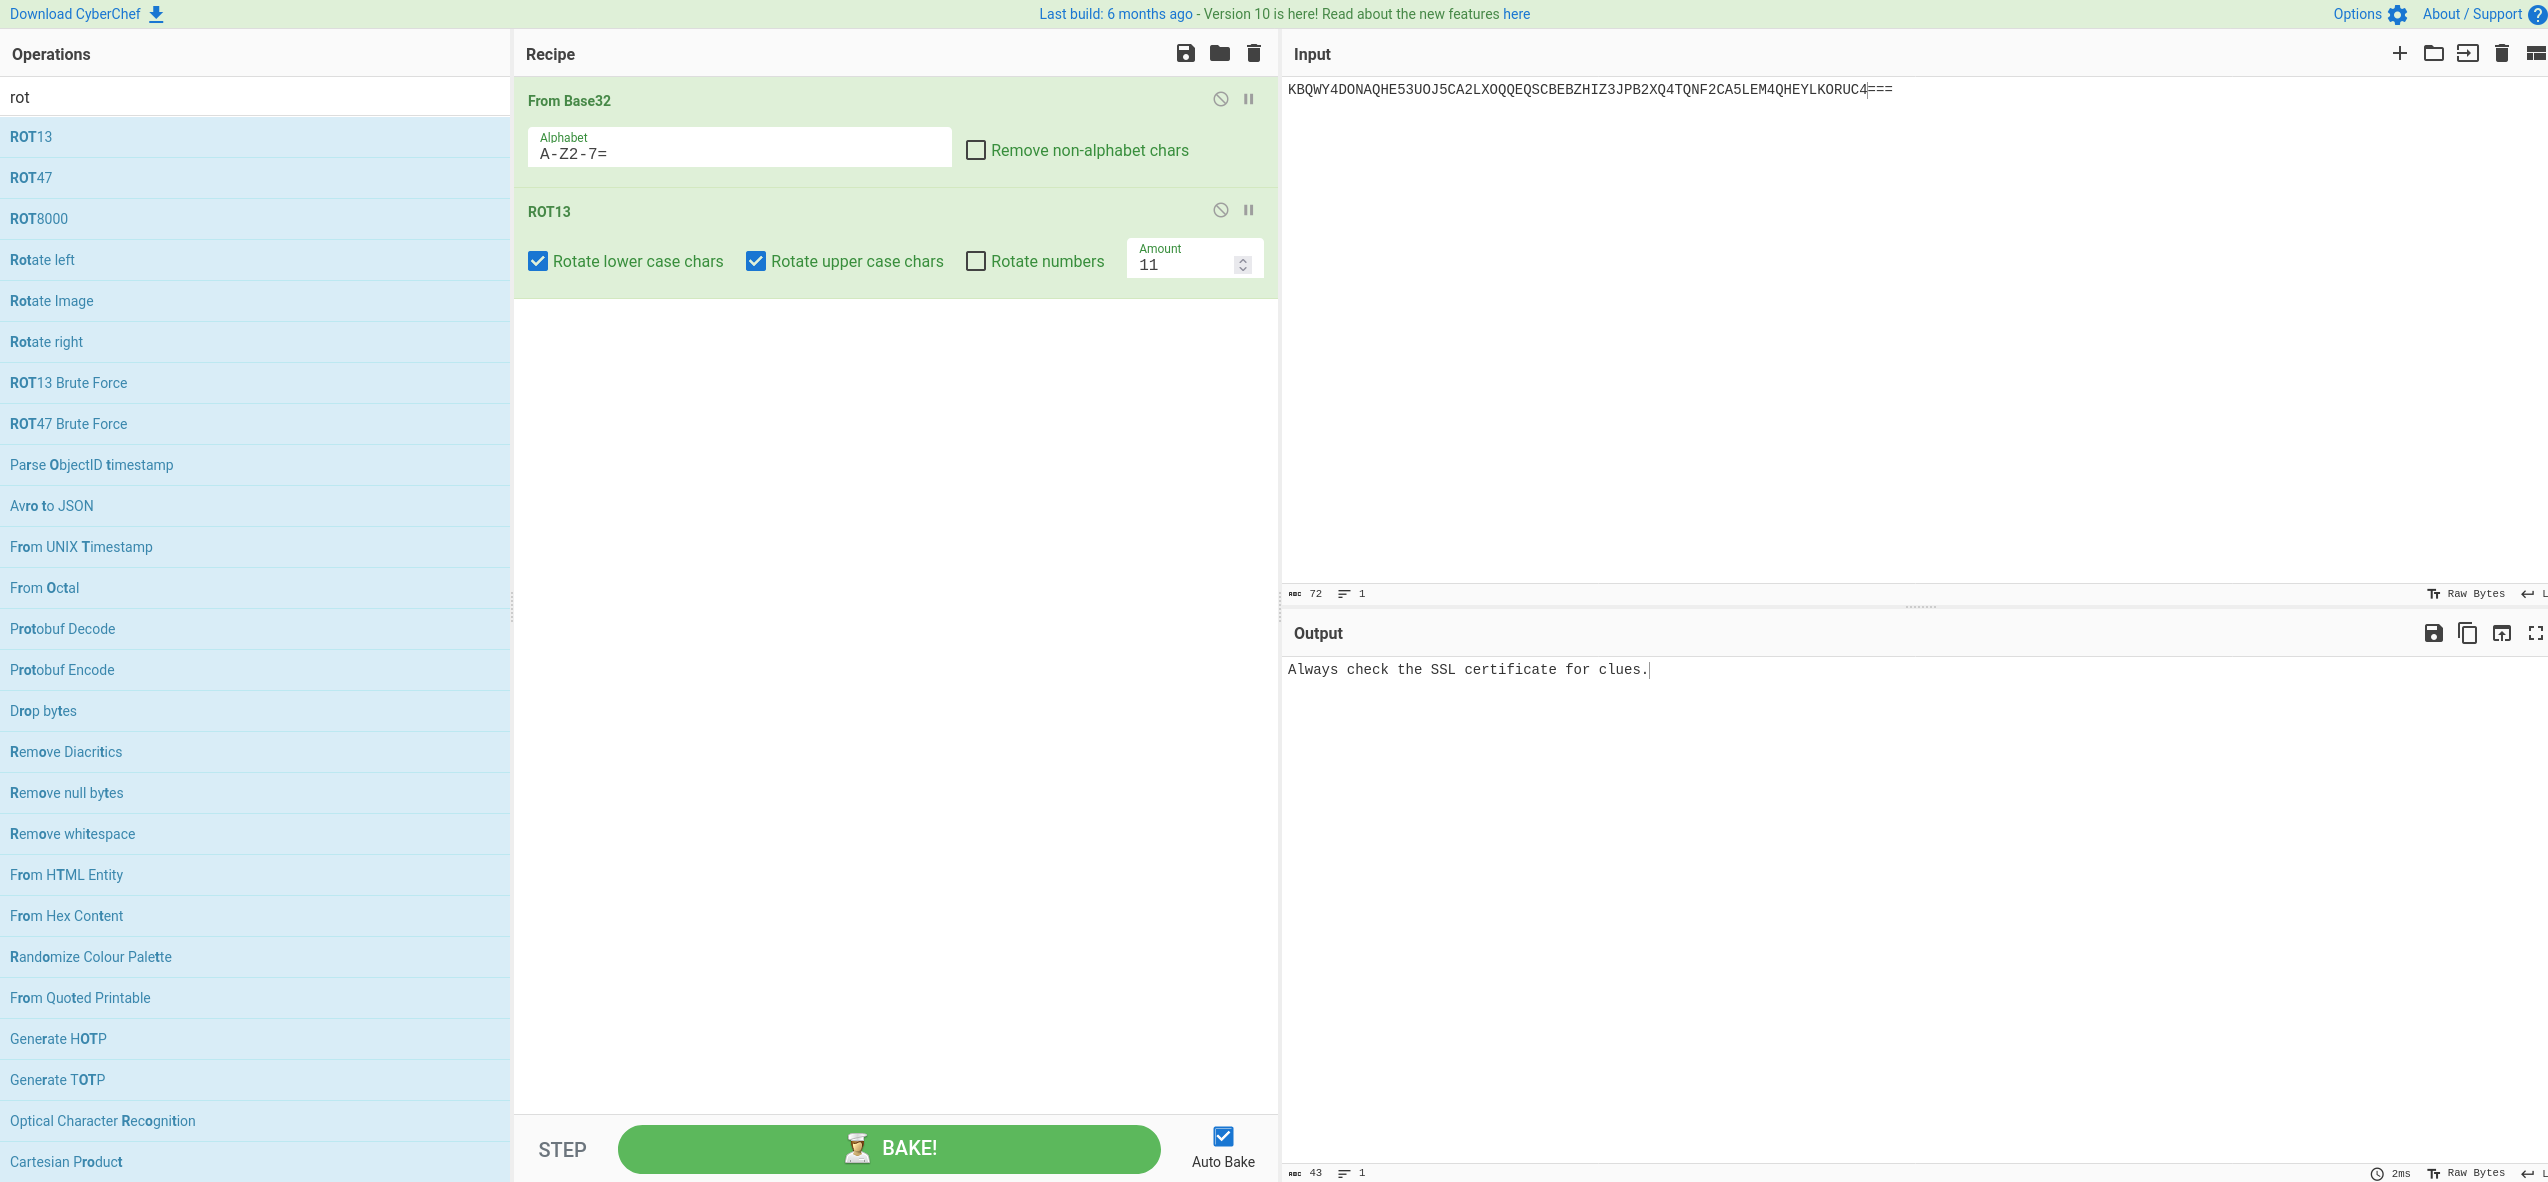 Download CyberChef
Last build: 6 months ago - Version 10 is here! Read about the new features here
Options
About / Support
Operations
rot
ROT13
ROT47
ROT8000
Rotate left
Rotate Image
Rotate right
ROT13 Brute Force
ROT47 Brute Force
Parse ObjectID timestamp
Avro to JSON
From UNIX Timestamp
From Octal
Protobuf Decode
Protobuf Encode
Drop bytes
Remove Diacritics
Remove null bytes
Remove whitespace
From HTML Entity
From Hex Content
Randomize Colour Palette
From Quoted Printable
Generate HOTP
Generate TOTP
Optical Character Recognition
Cartesian Product
Recipe
From Base32
Alphabet
A-Z2-7=
Remove non-alphabet chars
ROT13
Rotate lower case chars
Rotate upper case chars
Rotate numbers
Amount
11
STEP
BAKE!
Auto Bake
Input
KBQWY4DONAQHE53UOJ5CA2LXOQQEQSCBEBZHIZ3JPB2XQ4TQNF2CA5LEM4QHEYLKORUC4===
ABC 72 1
Raw Bytes L
Output
Always check the SSL certificate for clues.
ABC 43 1
2ms Raw Bytes L